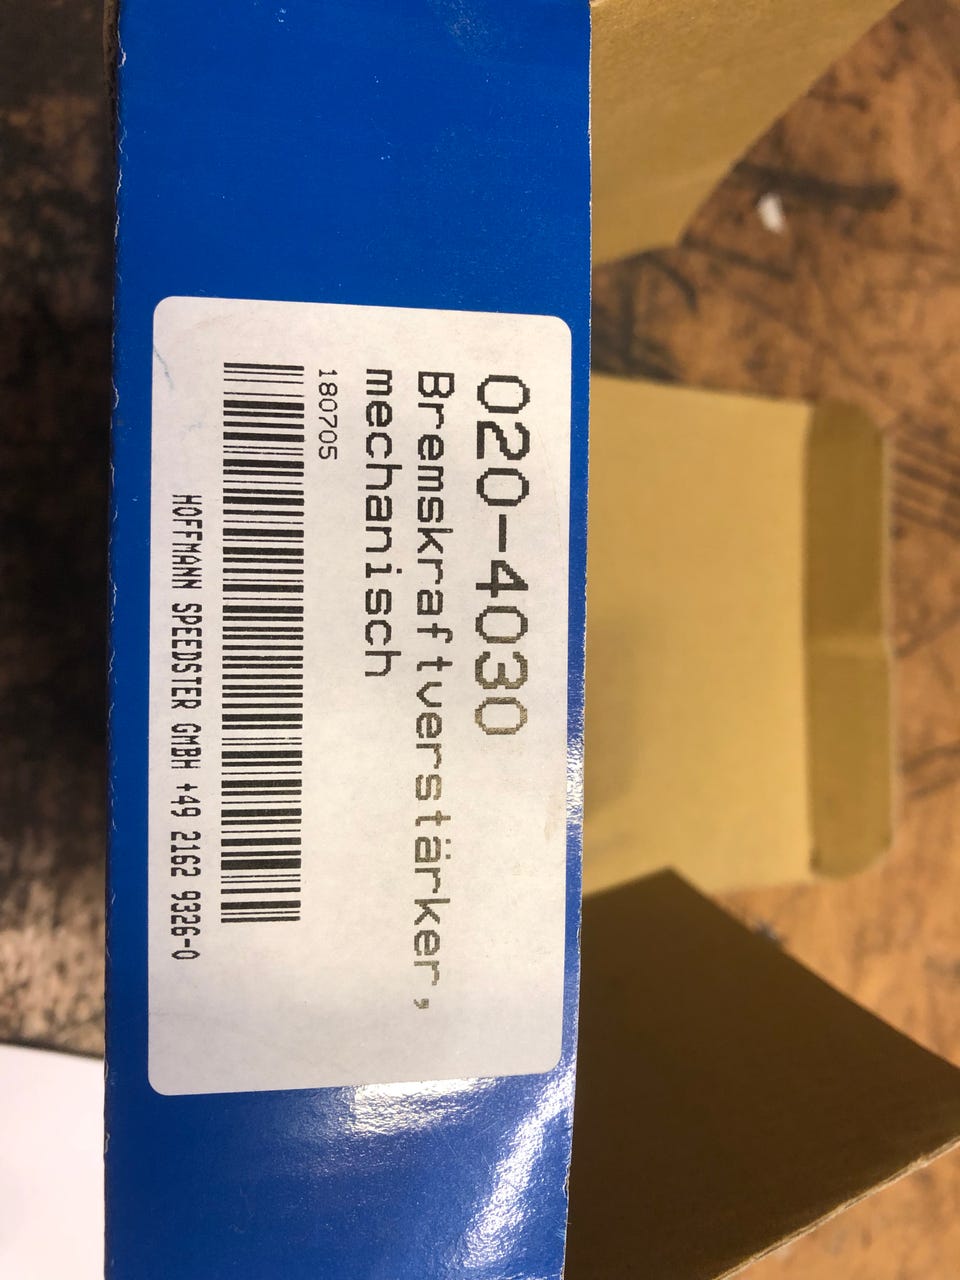 020-4030
Bremskraftverstärker,
mechanisch
180705
HOFFMANN SPEEDSTER GMBH +49 2162 9326-0